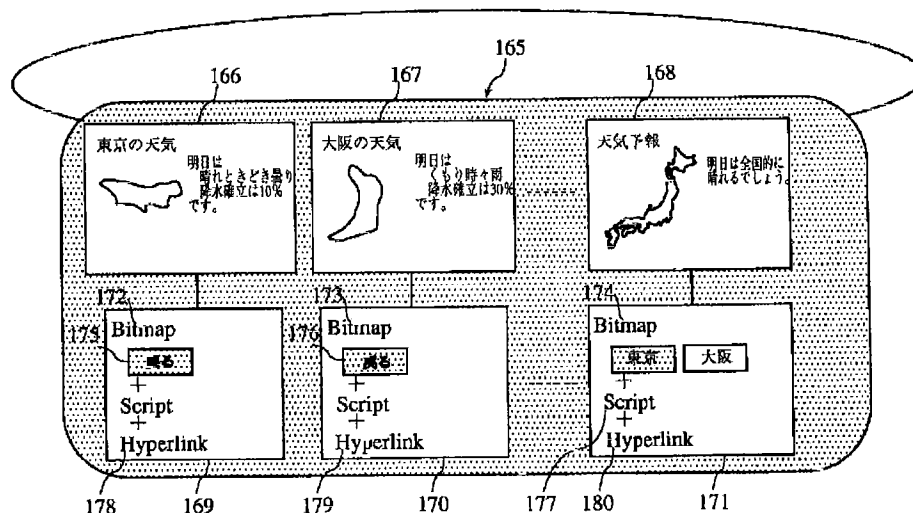 165
166
167
168
東京の天気
明日は
晴れときどき曇り
降水確立は10%
です。
大阪の天気
明日は
くもり時々雨
降水確立は30%
です。
天気予報
明日は全国的に
晴れるでしょう。
172
173
174
175
Bitmap
戻る
+
Script
+
Hyperlink
176
Bitmap
戻る
+
Script
+
Hyperlink
Bitmap
東京 大阪
+
Script
+
Hyperlink
178
169
179
170
177
180
171